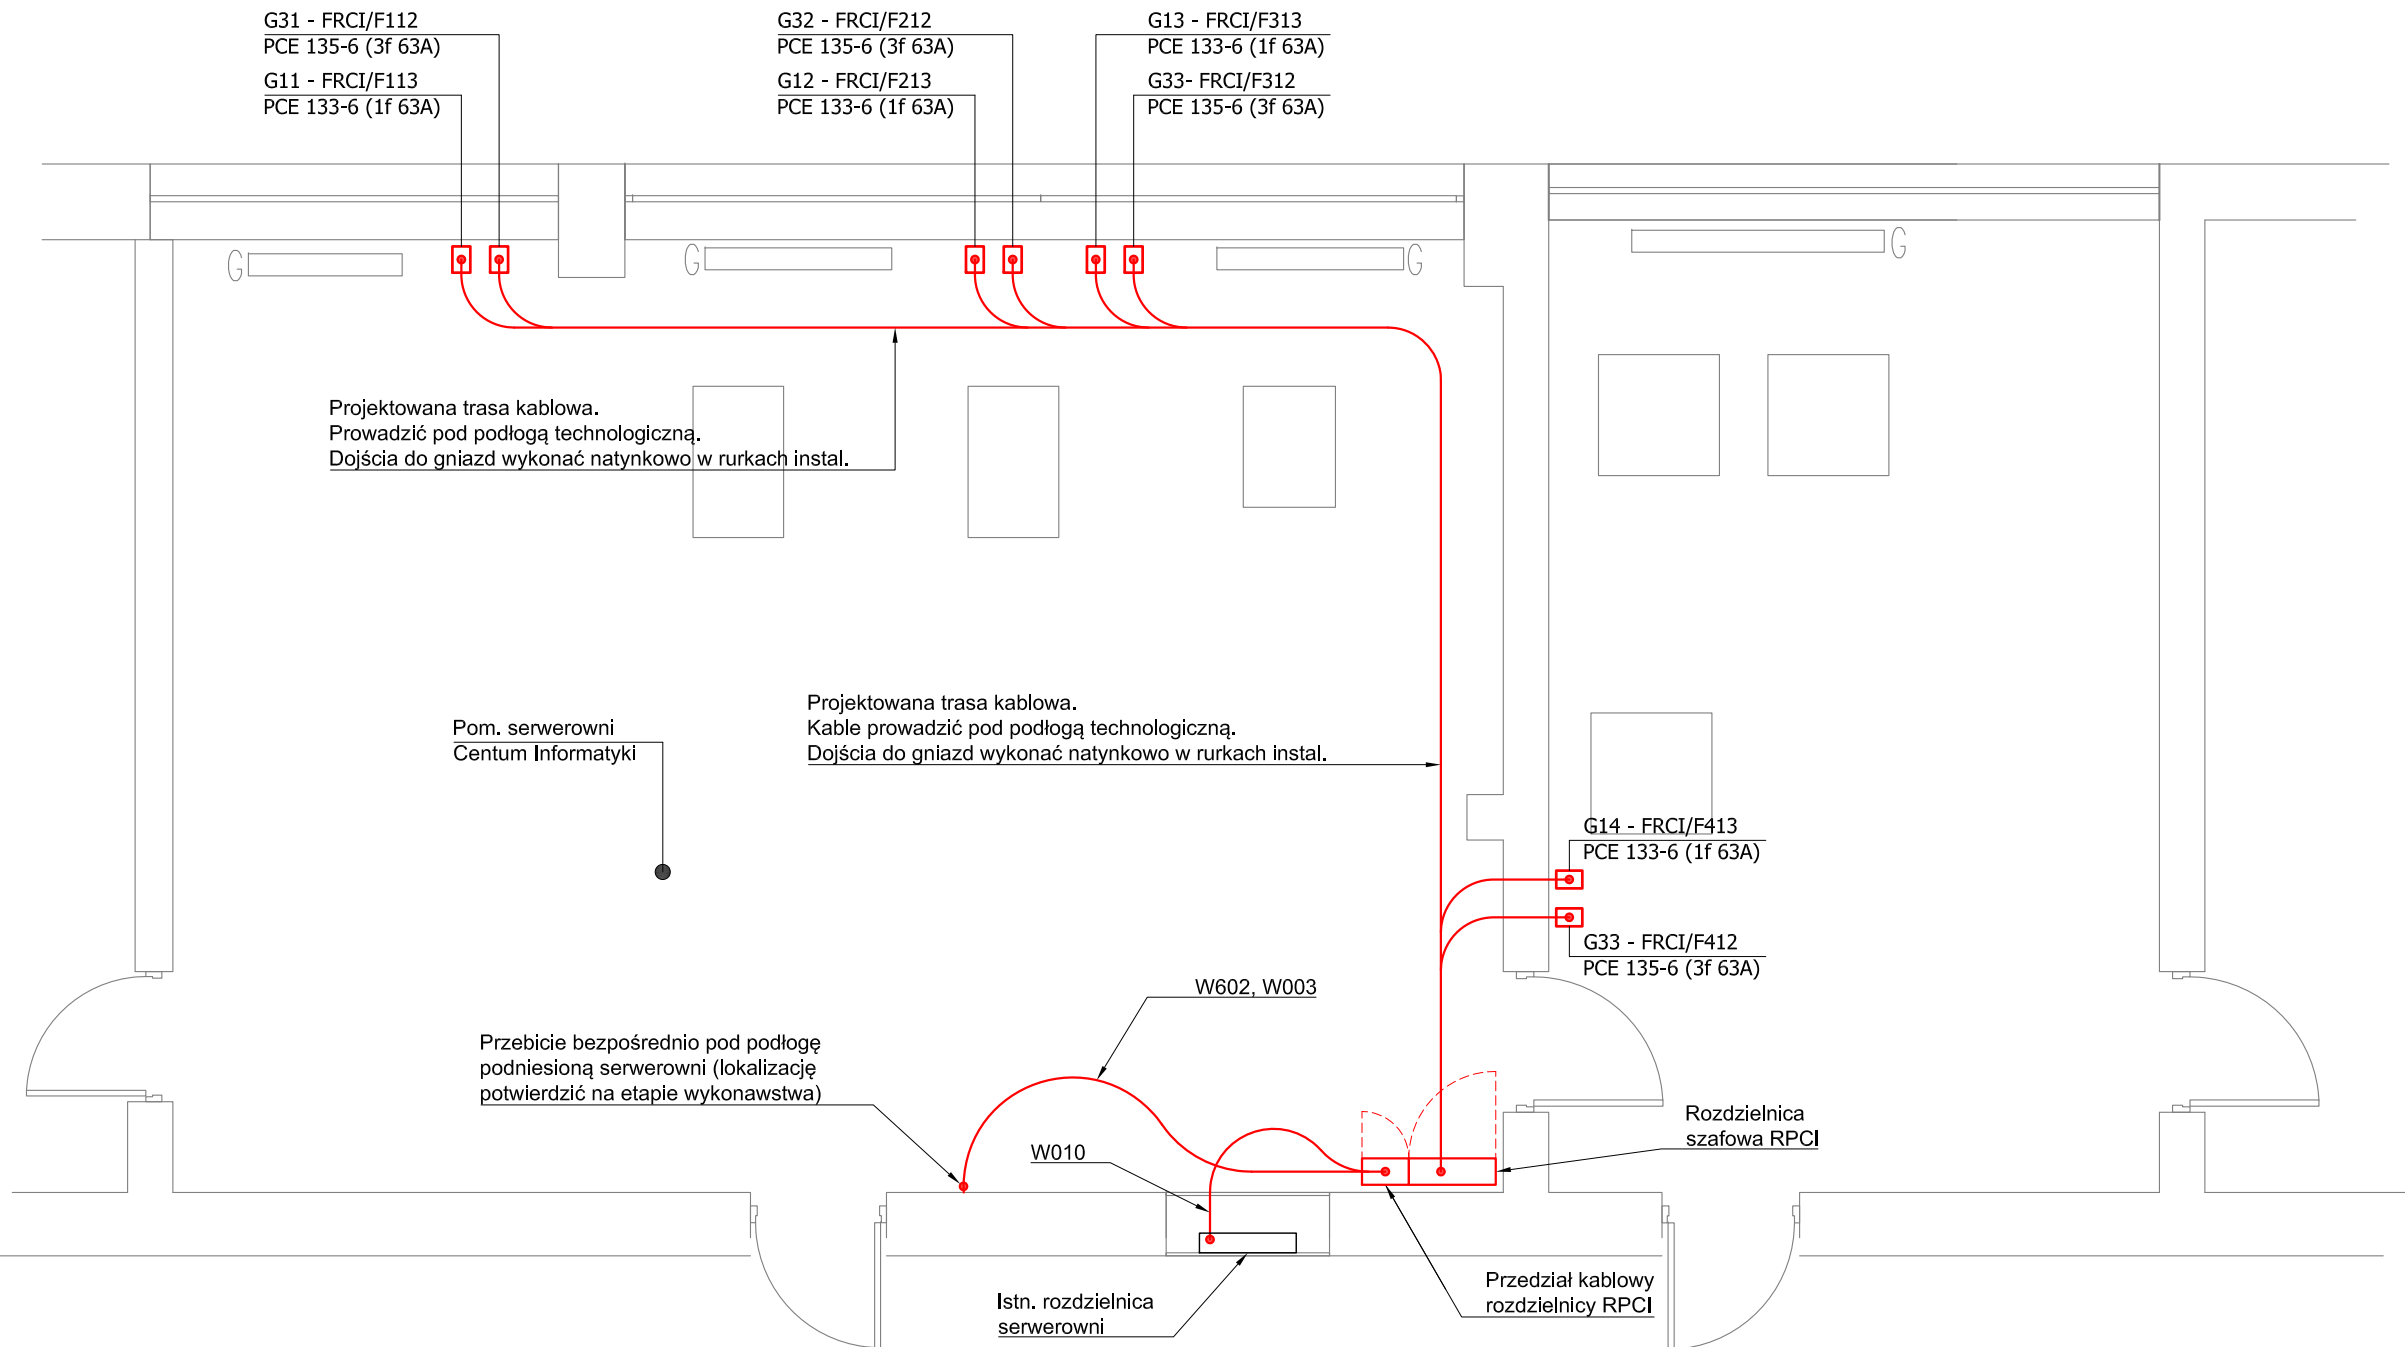 G31 - FRCI/F112
PCE 135-6 (3f 63A)
G11 - FRCI/F113
PCE 133-6 (1f 63A)
G32 - FRCI/F212
PCE 135-6 (3f 63A)
G12 - FRCI/F213
PCE 133-6 (1f 63A)
G13 - FRCI/F313
PCE 133-6 (1f 63A)
G33- FRCI/F312
PCE 135-6 (3f 63A)
G
G
G
G
Projektowana trasa kablowa.
Prowadzić pod podłogą technologiczną.
Dojścia do gniazd wykonać natynkowo w rurkach instal.
Pom. serwerowni
Centum Informatyki
Projektowana trasa kablowa.
Kable prowadzić pod podłogą technologiczną.
Dojścia do gniazd wykonać natynkowo w rurkach instal.
G14 - FRCI/F413
PCE 133-6 (1f 63A)
G33 - FRCI/F412
PCE 135-6 (3f 63A)
W602, W003
Przebicie bezpośrednio pod podłogę
podniesioną serwerowni (lokalizację
potwierdzić na etapie wykonawstwa)
W010
Rozdzielnica
szafowa RPCI
Istn. rozdzielnica
serwerowni
Przedział kablowy
rozdzielnicy RPCI